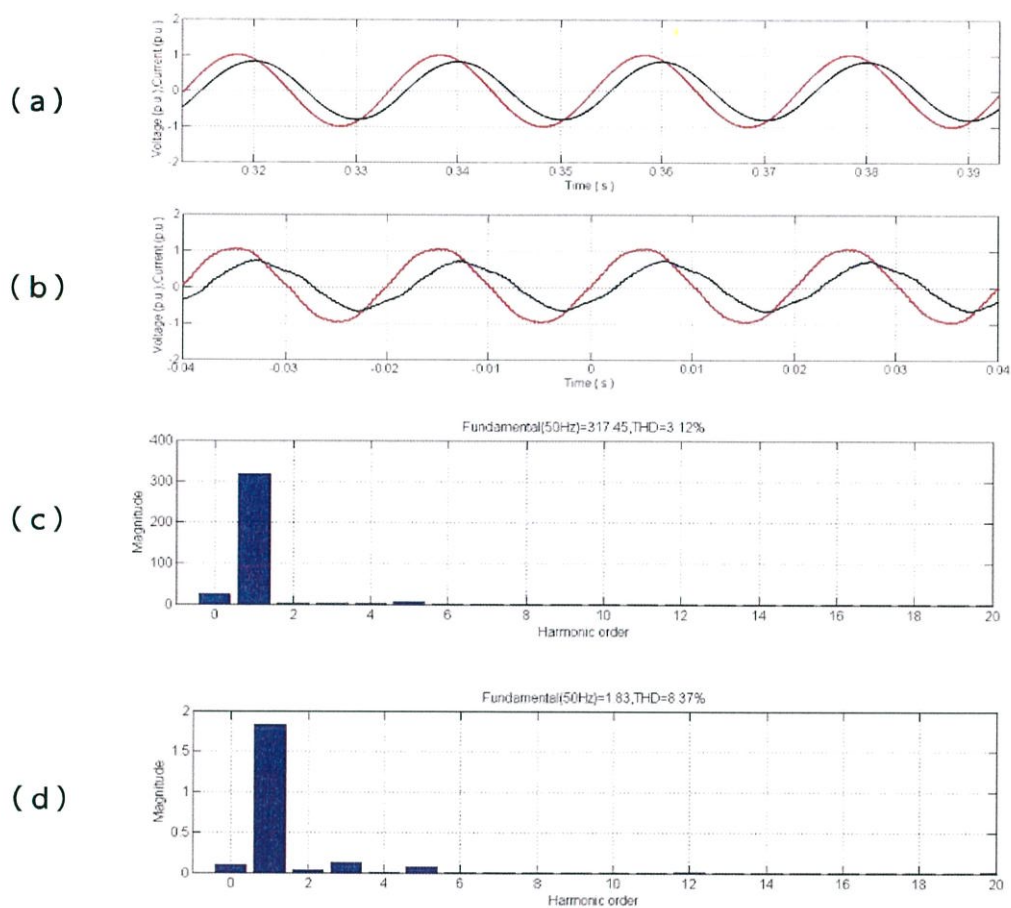 (a)
Voltage (p.u),Current (p.u)
2
1
0
-1
-2
0.32 0.33 0.34 0.35 0.36 0.37 0.38 0.39
Time ( s )
(b)
Voltage (p.u),Current (p.u)
2
1
0
-1
-2
-0.04 -0.03 -0.02 -0.01 0 0.01 0.02 0.03 0.04
Time ( s )
(c)
Fundamental(50Hz)=317.45,THD=3.12%
Magnitude
400
300
200
100
0
0 2 4 6 8 10 12 14 16 18 20
Harmonic order
(d)
Fundamental(50Hz)=1.83,THD=8.37%
Magnitude
2
1.5
1
0.5
0
0 2 4 6 8 10 12 14 16 18 20
Harmonic order